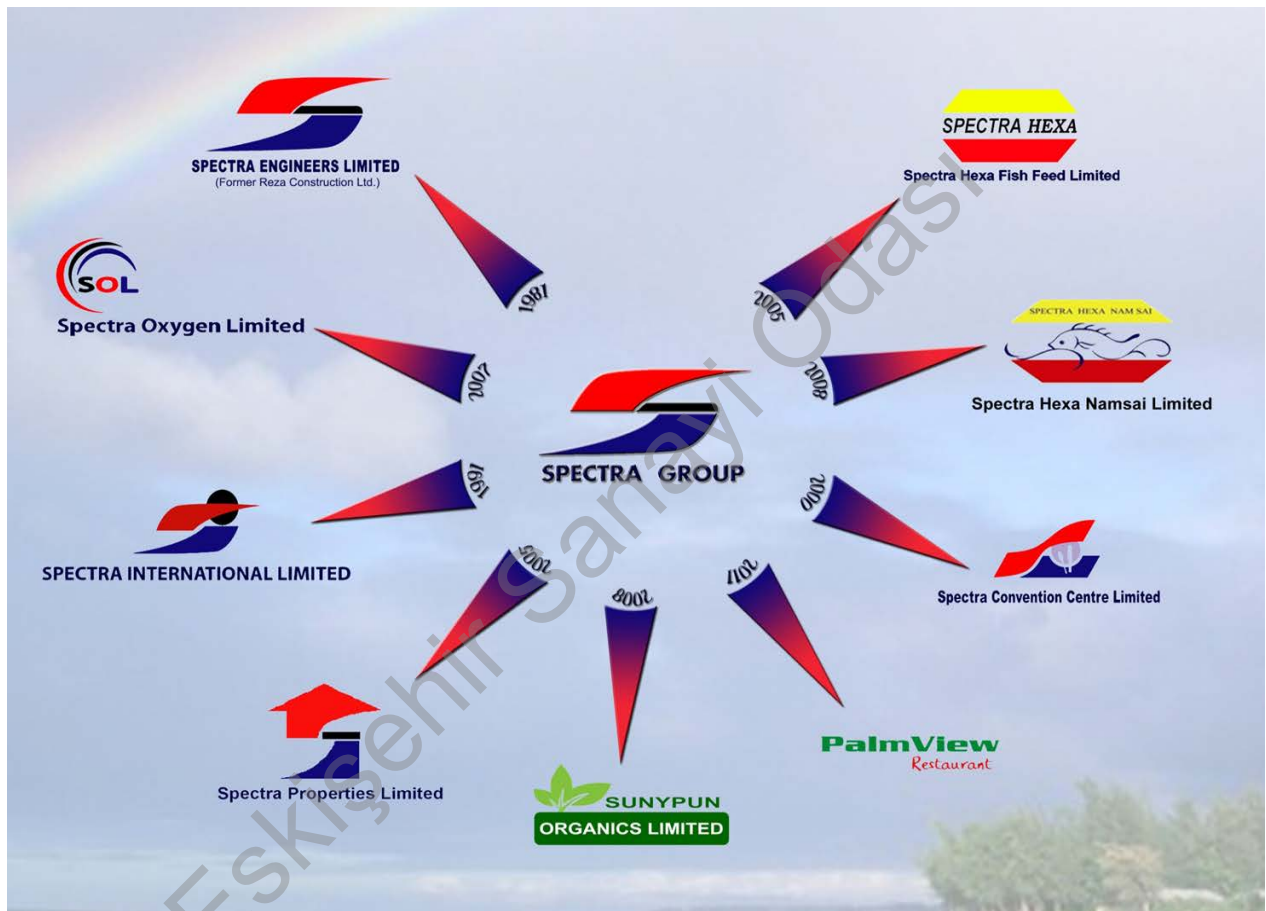 SPECTRA ENGINEERS LIMITED
(Former Reza Construction Ltd.)
1981
SPECTRA HEXA
Spectra Hexa Fish Feed Limited
2005
SOL
Spectra Oxygen Limited
2007
SPECTRA HEXA NAM SAI
Spectra Hexa Namsai Limited
2008
SPECTRA GROUP
SPECTRA INTERNATIONAL LIMITED
1991
Spectra Convention Centre Limited
2000
Spectra Properties Limited
2005
SUNYPUN
ORGANICS LIMITED
2008
PalmView
Restaurant
2011
Eskişehir Sanayi Odası